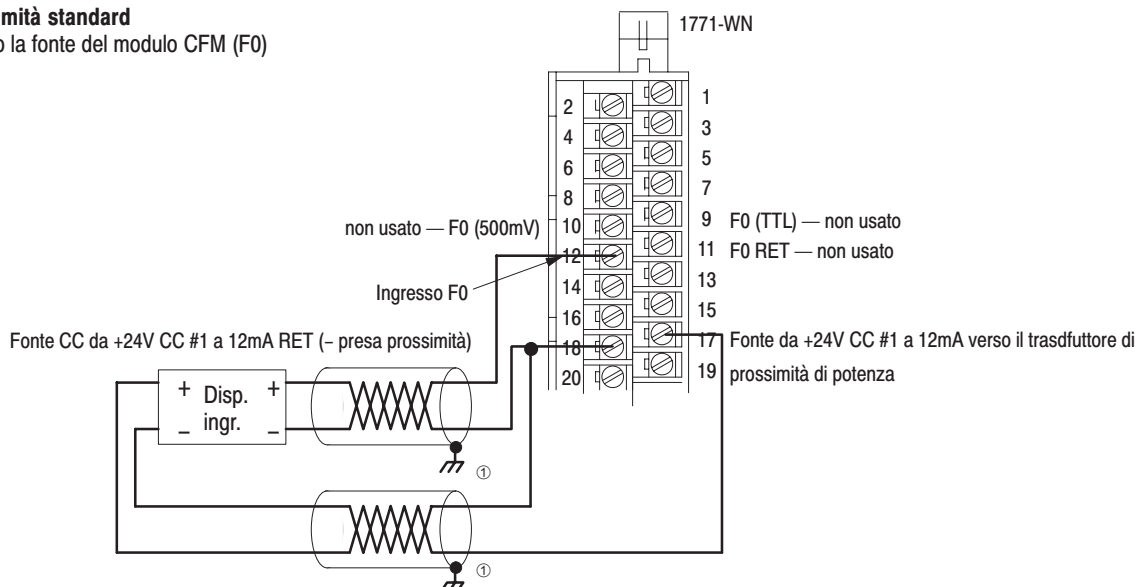 mità standard
o la fonte del modulo CFM (F0)
1771-WN
1
2
3
4
5
6
7
8
non usato — F0 (500mV)
10
9 F0 (TTL) — non usato
11 F0 RET — non usato
12
13
Ingresso F0
14
15
16
Fonte CC da +24V CC #1 a 12mA RET (– presa prossimità)
17 Fonte da +24V CC #1 a 12mA verso il trasdfuttore di
18
19 prossimità di potenza
20
+ Disp. +
– ingr. –
①
①